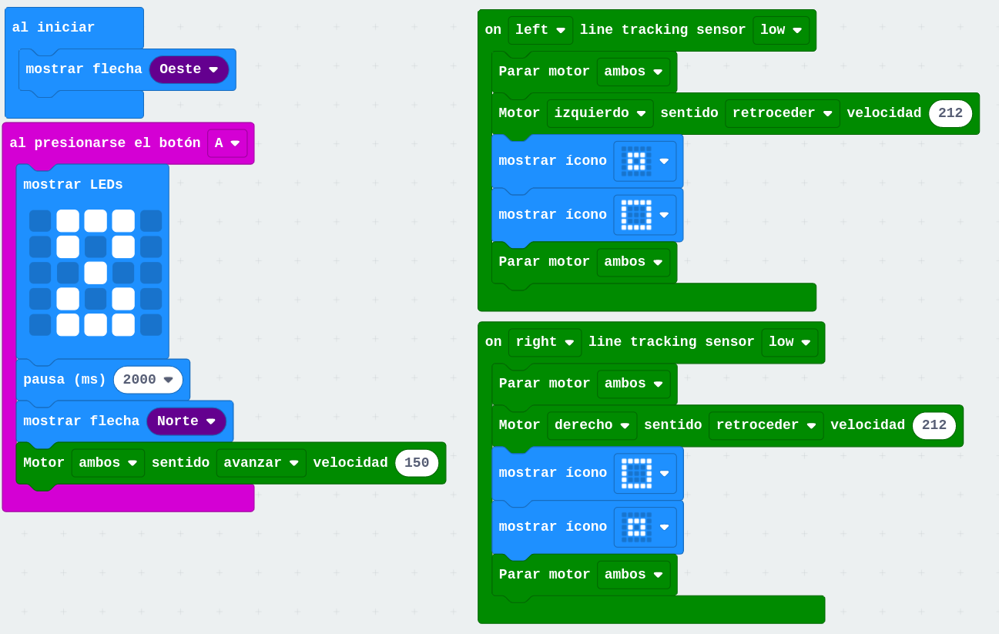 al iniciar
mostrar flecha Oeste
al presionarse el botón A
mostrar LEDs
pausa (ms) 2000
mostrar flecha Norte
Motor ambos sentido avanzar velocidad 150
on left line tracking sensor low
Parar motor ambos
Motor izquierdo sentido retroceder velocidad 212
mostrar ícono
mostrar ícono
Parar motor ambos
on right line tracking sensor low
Parar motor ambos
Motor derecho sentido retroceder velocidad 212
mostrar ícono
mostrar ícono
Parar motor ambos